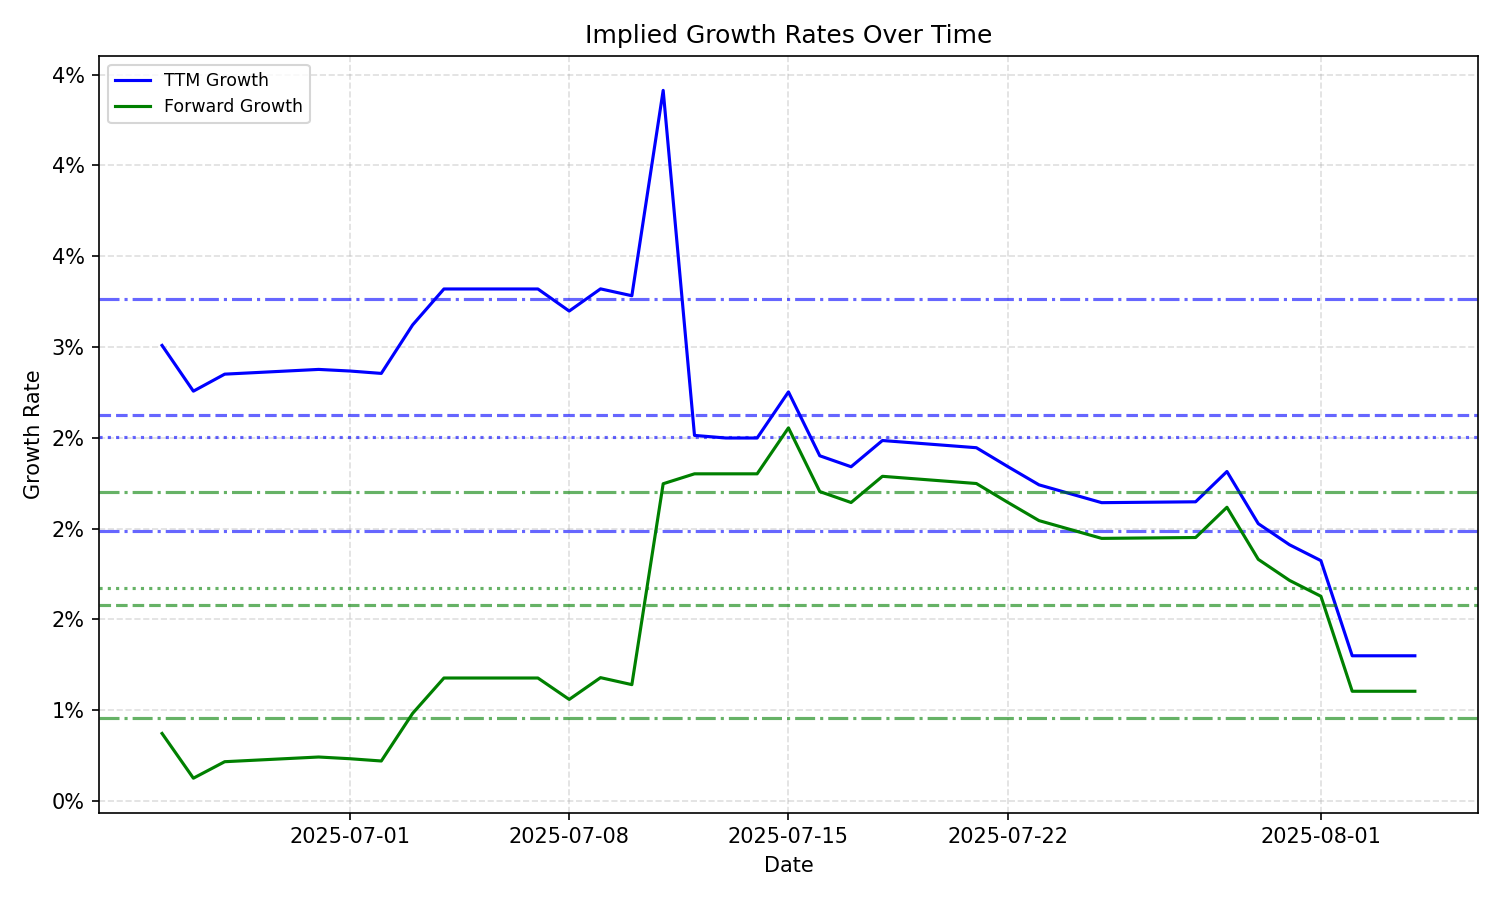 Implied Growth Rates Over Time
TTM Growth
Forward Growth
4%
4%
4%
3%
2%
2%
2%
1%
0%
Growth Rate
2025-07-01
2025-07-08
2025-07-15
2025-07-22
2025-08-01
Date